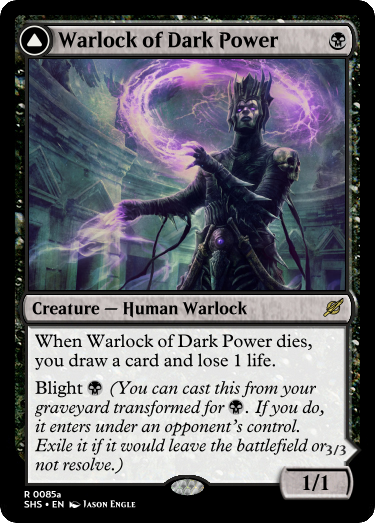 Warlock of Dark Power
Creature — Human Warlock
When Warlock of Dark Power dies,
you draw a card and lose 1 life.
Blight (You can cast this from your
graveyard transformed for . If you do,
it enters under an opponent's control.
Exile it if it would leave the battlefield or
not resolve.)
3/3
1/1
R 0085a
SHS • EN Jason Engle